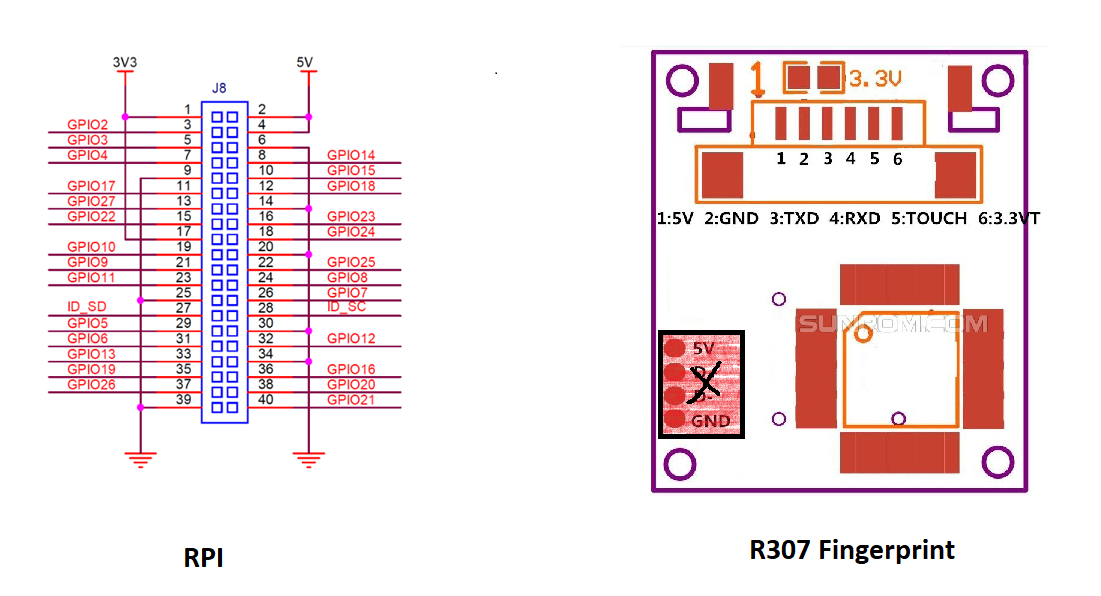 3V3
5V
J8
1 2
GPIO2 3 4
GPIO3 5 6
GPIO4 7 8 GPIO14
9 10 GPIO15
GPIO17 11 12 GPIO18
GPIO27 13 14
GPIO22 15 16 GPIO23
17 18 GPIO24
GPIO10 19 20
GPIO9 21 22 GPIO25
GPIO11 23 24 GPIO8
25 26 GPIO7
ID_SD 27 28 ID_SC
GPIO5 29 30
GPIO6 31 32 GPIO12
GPIO13 33 34
GPIO19 35 36 GPIO16
GPIO26 37 38 GPIO20
39 40 GPIO21
RPI
1 3.3V
1 2 3 4 5 6
1:5V 2:GND 3:TXD 4:RXD 5:TOUCH 6:3.3VT
SUNROM.COM
5V
GND
R307 Fingerprint